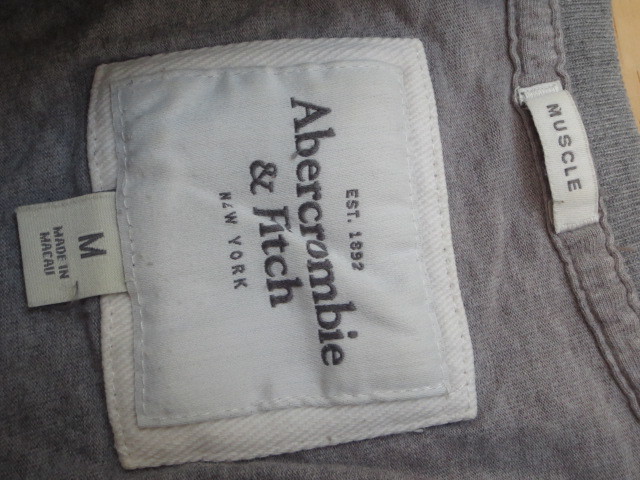 MUSCLE
EST. 1892
Abercrombie
& Fitch
NEW YORK
M
MADE IN
MACAU